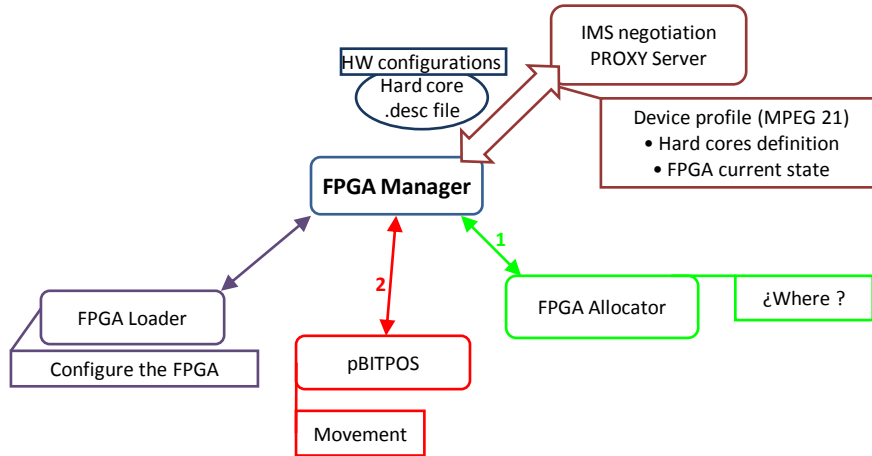 IMS negotiation
PROXY Server
HW configurations
Hard core
.desc file
Device profile (MPEG 21)
• Hard cores definition
• FPGA current state
FPGA Manager
1
2
FPGA Loader
Configure the FPGA
pBITPOS
Movement
FPGA Allocator
¿Where ?